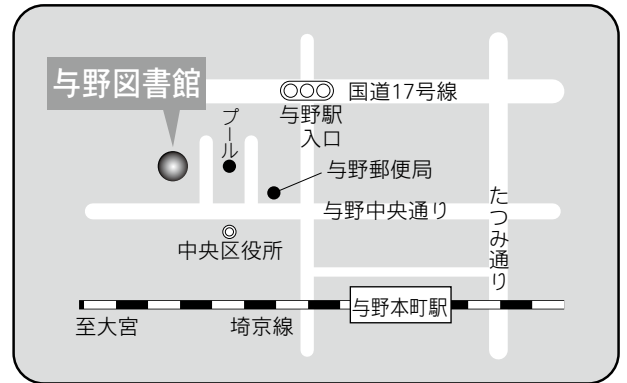 与野図書館
国道17号線
与野駅
入口
プール
与野郵便局
与野中央通り
たつみ通り
中央区役所
与野本町駅
至大宮
埼京線